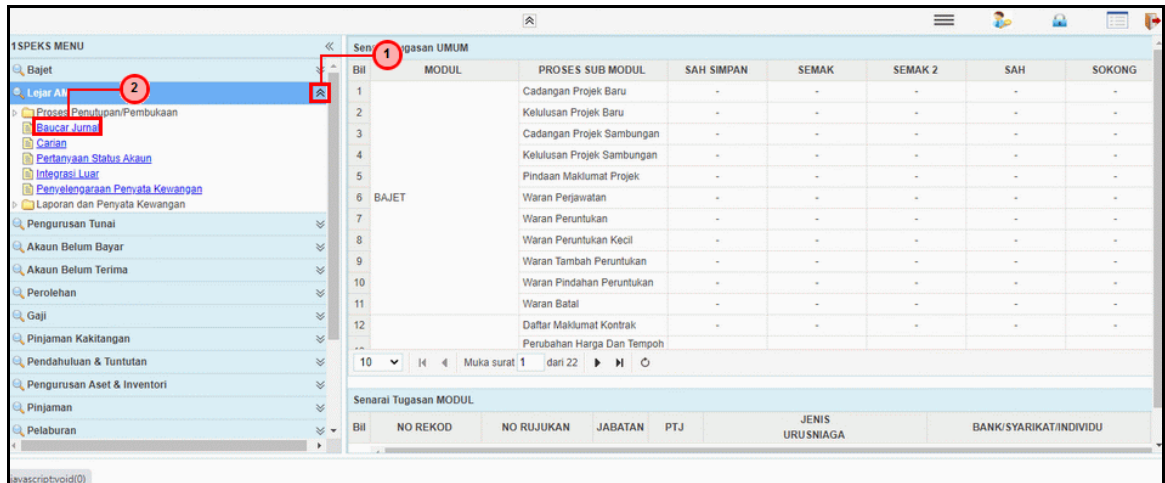 1SPEKS MENU
Bajet
Lejar
Proses Penutupan/Pembukaan
Baucar Jurnal
Carian
Pertanyaan Status Akaun
Integrasi Luar
Penyelengaraan Penyata Kewangan
Laporan dan Penyata Kewangan
Pengurusan Tunai
Akaun Belum Bayar
Akaun Belum Terima
Perolehan
Gaji
Pinjaman Kakitangan
Pendahuluan & Tuntutan
Pengurusan Aset & Inventori
Pinjaman
Pelaburan
1
2
Tugasan UMUM
Bil MODUL PROSES SUB MODUL SAH SIMPAN SEMAK SEMAK 2 SAH SOKONG
1 Cadangan Projek Baru - - - - -
2 Kelulusan Projek Baru - - - - -
3 Cadangan Projek Sambungan - - - - -
4 Kelulusan Projek Sambungan - - - - -
5 Pindaan Maklumat Projek - - - - -
6 BAJET Waran Perjawatan - - - - -
7 Waran Peruntukan - - - - -
8 Waran Peruntukan Kecil - - - - -
9 Waran Tambah Peruntukan - - - - -
10 Waran Pindahan Peruntukan - - - - -
11 Waran Batal - - - - -
12 Daftar Maklumat Kontrak - - - - -
Perubahan Harga Dan Tempoh
10 Muka surat 1 dari 22
Senarai Tugasan MODUL
Bil NO REKOD NO RUJUKAN JABATAN PTJ JENIS URUSNIAGA BANK/SYARIKAT/INDIVIDU
javascript:void(0)